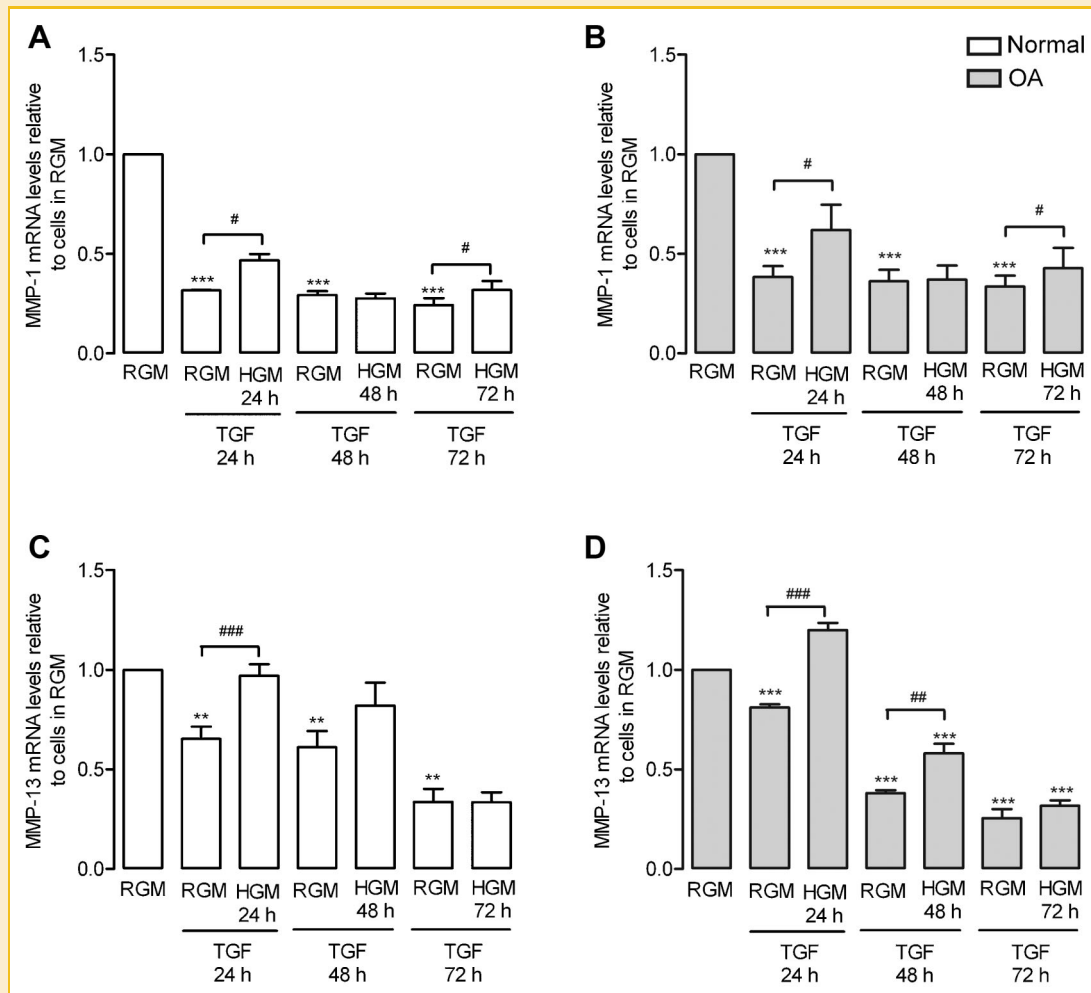 A
MMP-1 mRNA levels relative
to cells in RGM
1.5
1.0
0.5
0.0
#
#
***
***
***
RGM
RGM HGM RGM HGM RGM HGM
24 h 48 h 72 h
TGF TGF TGF
24 h 48 h 72 h
B
Normal
OA
MMP-1 mRNA levels relative
to cells in RGM
1.5
1.0
0.5
0.0
#
#
***
***
***
RGM
RGM HGM RGM HGM RGM HGM
24 h 48 h 72 h
TGF TGF TGF
24 h 48 h 72 h
C
MMP-13 mRNA levels relative
to cells in RGM
1.5
1.0
0.5
0.0
###
**
**
**
RGM
RGM HGM RGM HGM RGM HGM
24 h 48 h 72 h
TGF TGF TGF
24 h 48 h 72 h
D
MMP-13 mRNA levels relative
to cells in RGM
1.5
1.0
0.5
0.0
###
##
***
***
***
***
***
RGM
RGM HGM RGM HGM RGM HGM
24 h 48 h 72 h
TGF TGF TGF
24 h 48 h 72 h